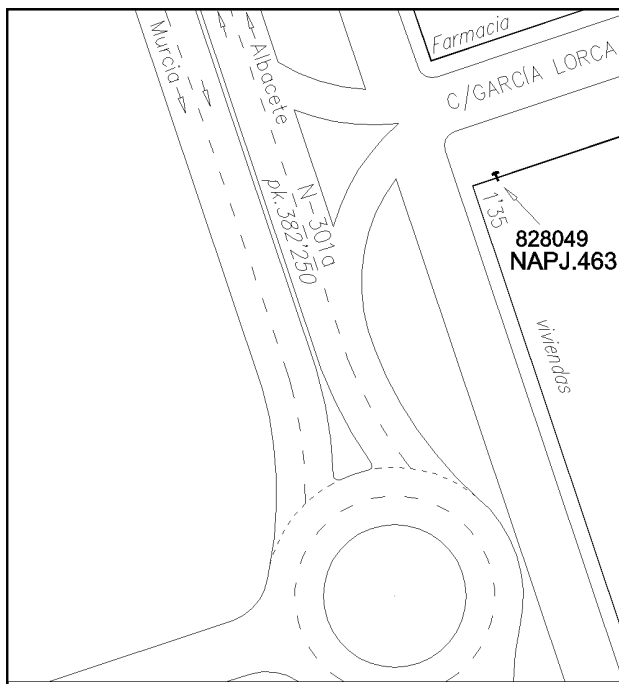 Farmacia
Murcia
Albacete
C/GARCÍA LORCA
N-301a
pk.382'250
1'35
828049
NAPJ.463
viviendas